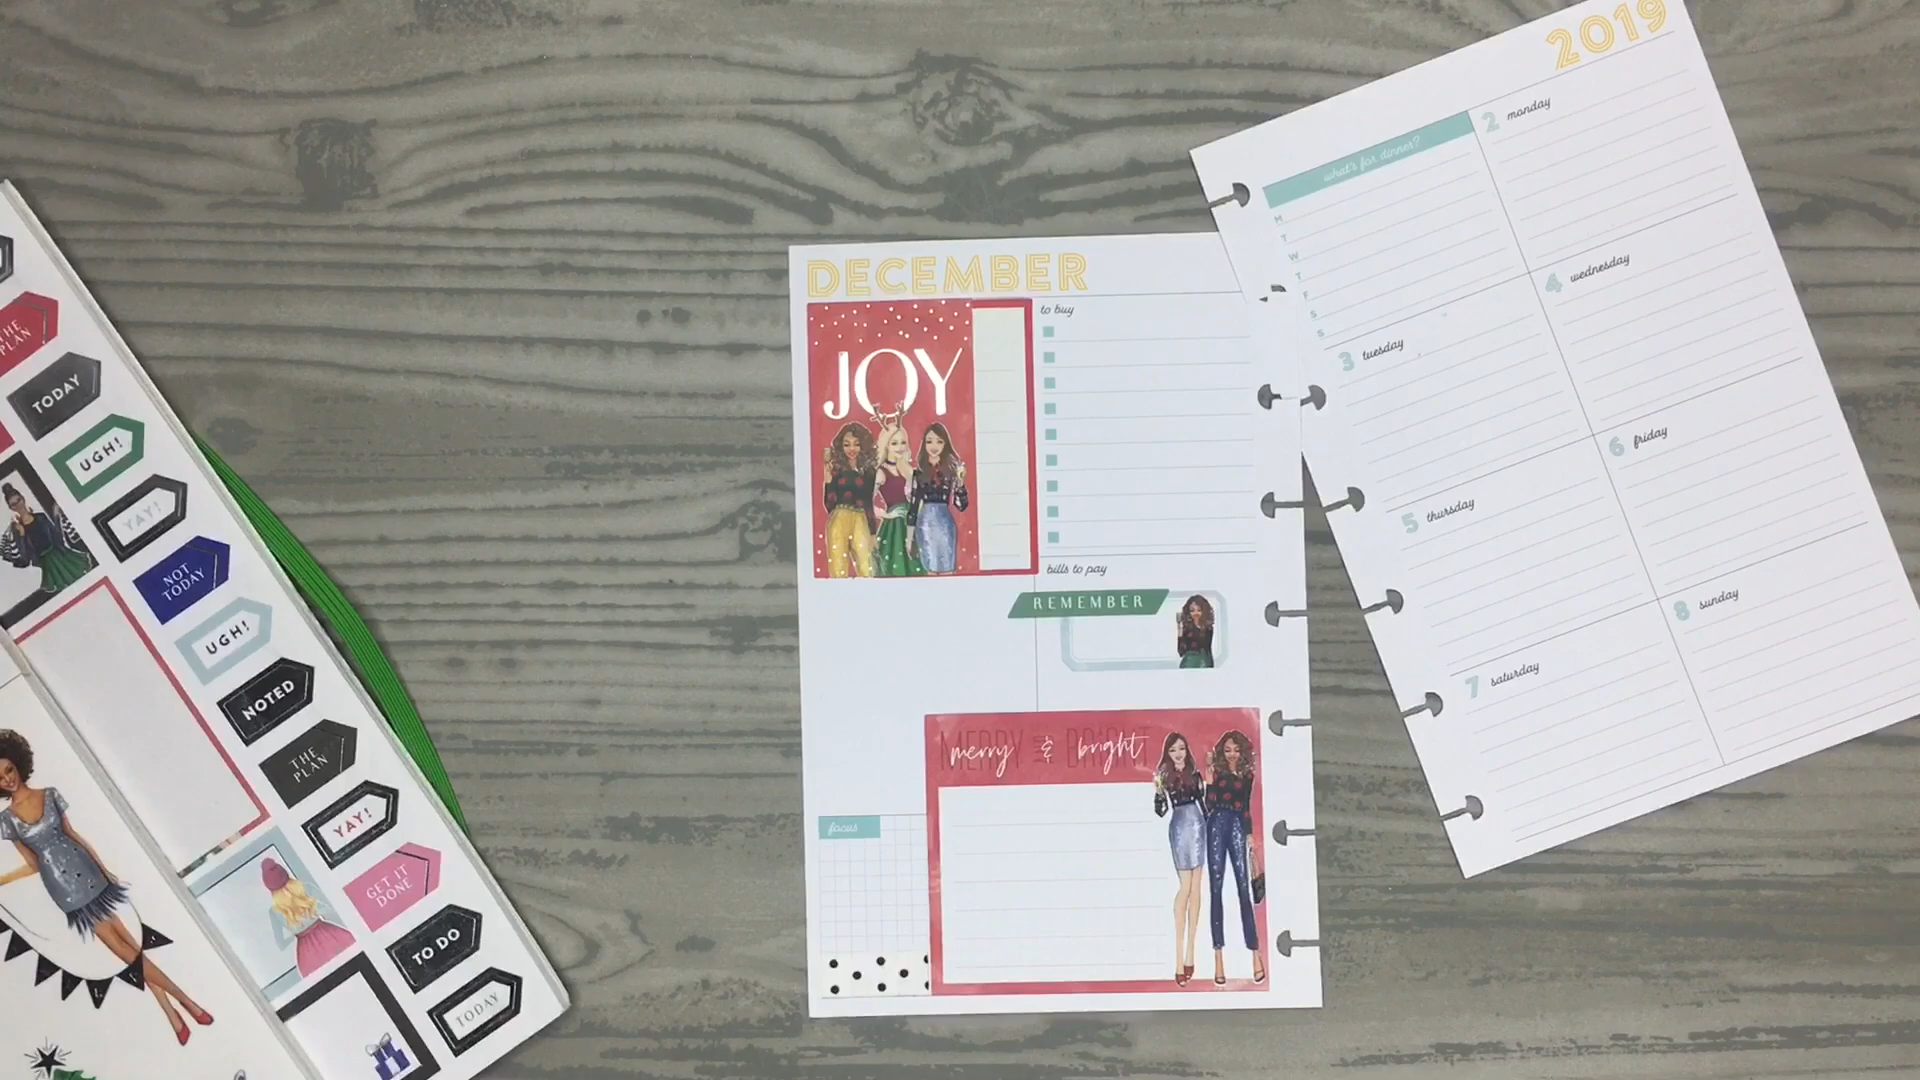 THE
PLAN
TODAY
UGH!
YAY!
NOT
TODAY
UGH!
NOTED
THE
PLAN
YAY!
GET IT
DONE
TO DO
TODAY
DECEMBER
JOY
to buy
bills to pay
REMEMBER
MERRY BRIGHT
merry & bright
focus
2019
what's for dinner?
M
T
W
T
F
S
S
2 monday
3 tuesday
4 wednesday
5 thursday
6 friday
7 saturday
8 sunday